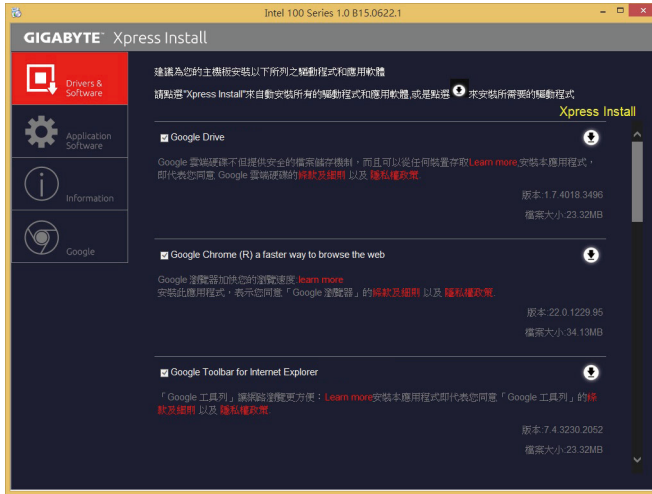 Intel 100 Series 1.0 B15.0622.1
GIGABYTE™ Xpress Install
Drivers &
Software
Application
Software
Information
Google
建議為您的主機板安裝以下所列之驅動程式和應用軟體
請點選"Xpress Install"來自動安裝所有的驅動程式和應用軟體,或是點選 來安裝所需要的驅動程式
Xpress Install
Google Drive
Google 雲端硬碟不但提供安全的檔案儲存機制，而且可以從任何裝置存取Learn more,安裝本應用程式，
即代表您同意 Google 雲端硬碟的條款及細則 以及 隱私權政策.
版本:1.7.4018.3496
檔案大小:23.32MB
Google Chrome (R) a faster way to browse the web
Google 瀏覽器加快您的瀏覽速度.learn more
安裝此應用程式，表示您同意「Google 瀏覽器」的條款及細則 以及 隱私權政策.
版本:22.0.1229.95
檔案大小:34.13MB
Google Toolbar for Internet Explorer
「Google 工具列」讓網路瀏覽更方便：Learn more安裝本應用程式即代表您同意「Google 工具列」的條
款及細則 以及 隱私權政策.
版本:7.4.3230.2052
檔案大小:23.32MB